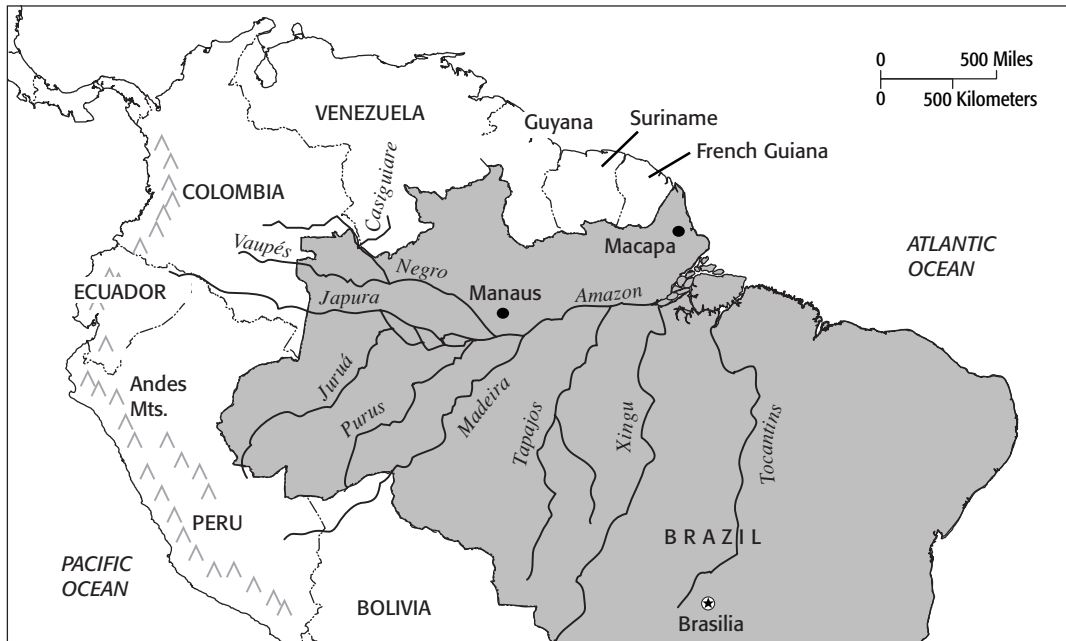 0 500 Miles
0 500 Kilometers
VENEZUELA
Guyana
Suriname
French Guiana
COLOMBIA
Casiguiare
Vaupés
Negro
Macapa
ATLANTIC
OCEAN
ECUADOR
Japura
Manaus
Amazon
Andes
Mts.
Juruá
Purus
Madeira
Tapajos
Xingu
Tocantins
PERU
BRAZIL
PACIFIC
OCEAN
BOLIVIA
Brasilia